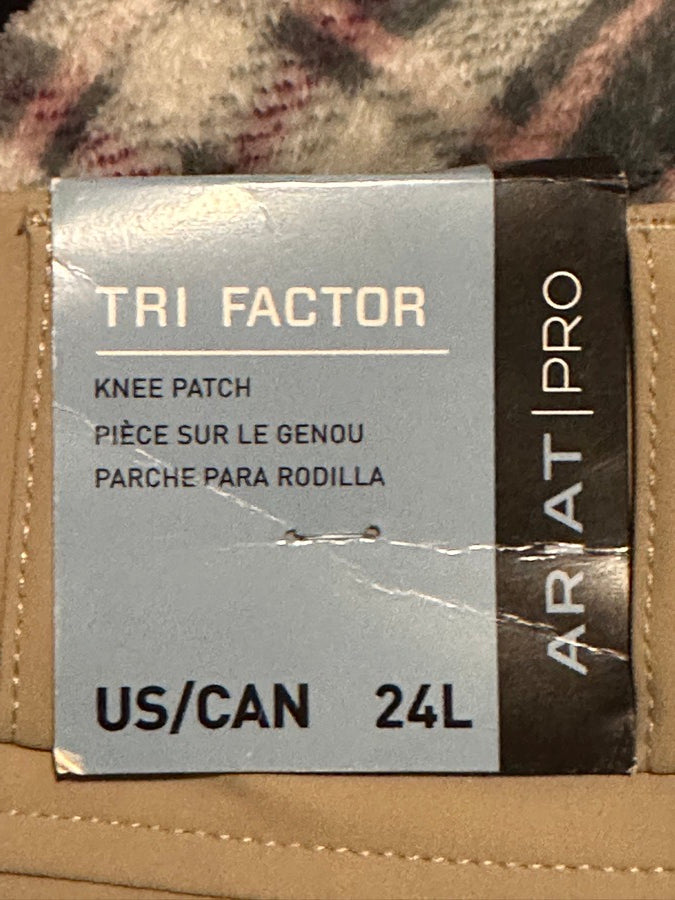 TRI FACTOR
KNEE PATCH
PIÈCE SUR LE GENOU
PARCHE PARA RODILLA
US/CAN 24L
ARIAT|PRO